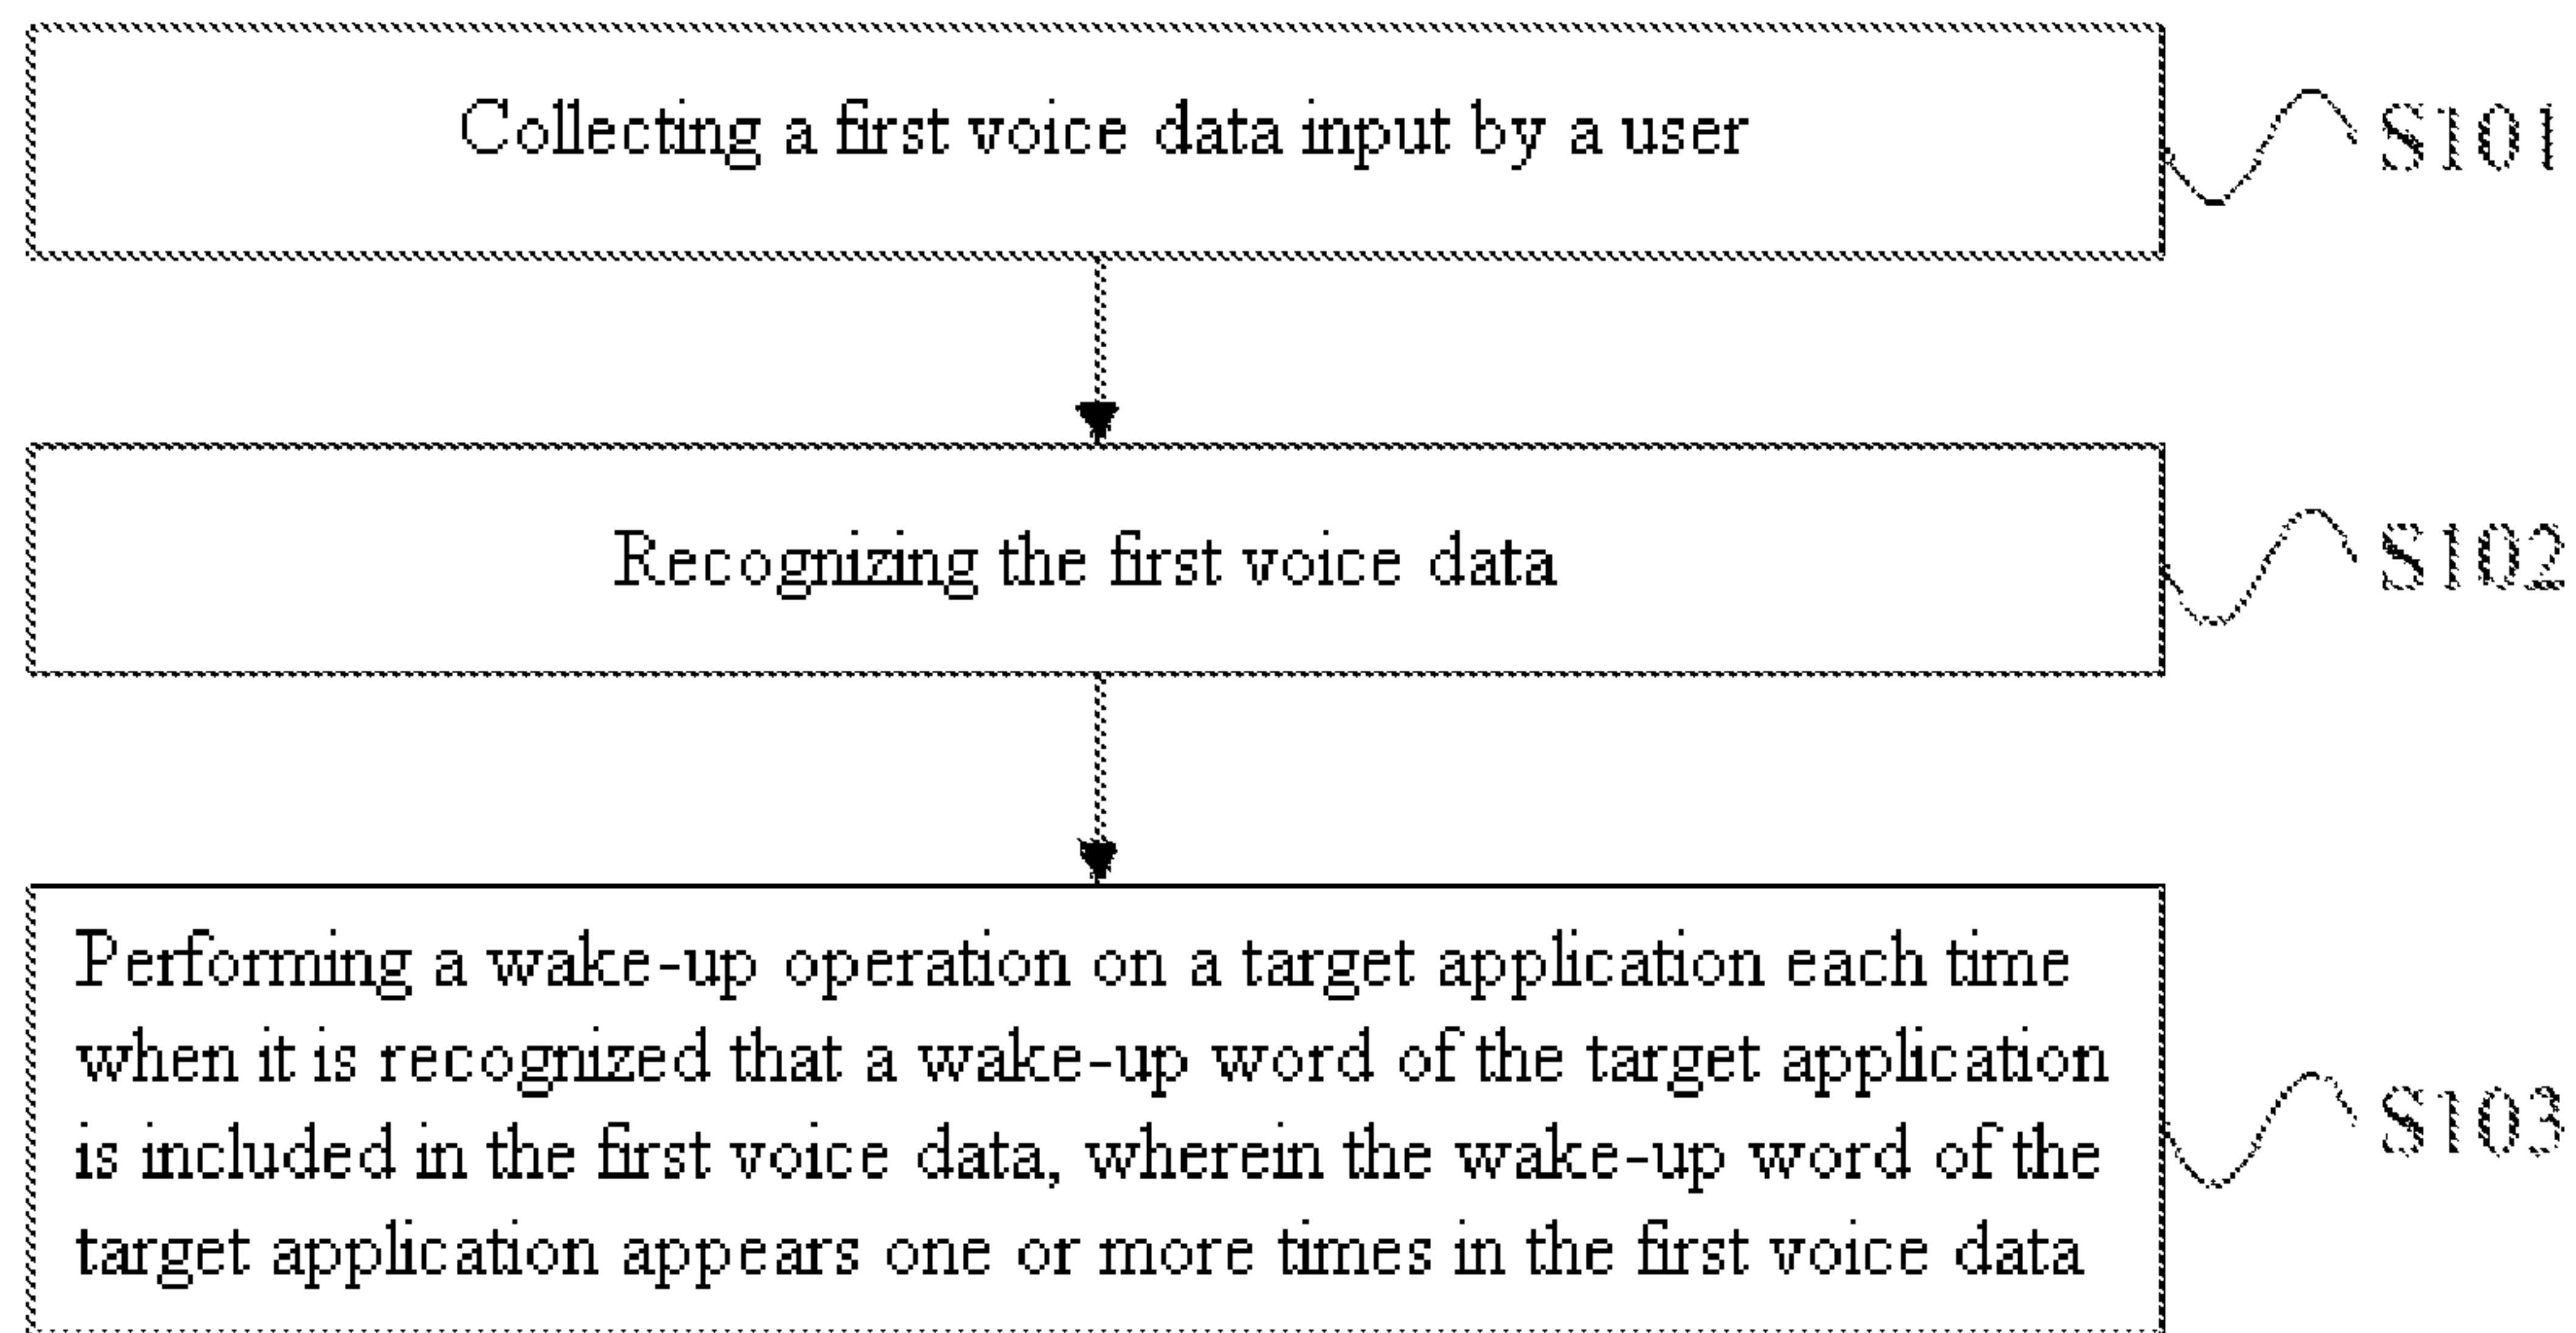 Collecting a first voice data input by a user
S101
Recognizing the first voice data
S102
Performing a wake-up operation on a target application each time
when it is recognized that a wake-up word of the target application
is included in the first voice data, wherein the wake-up word of the
target application appears one or more times in the first voice data
S103